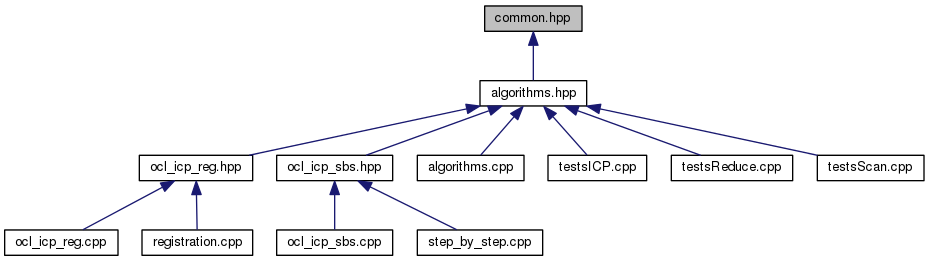 common.hpp
algorithms.hpp
ocl_icp_reg.hpp
ocl_icp_sbs.hpp
algorithms.cpp
testsICP.cpp
testsReduce.cpp
testsScan.cpp
ocl_icp_reg.cpp
registration.cpp
ocl_icp_sbs.cpp
step_by_step.cpp